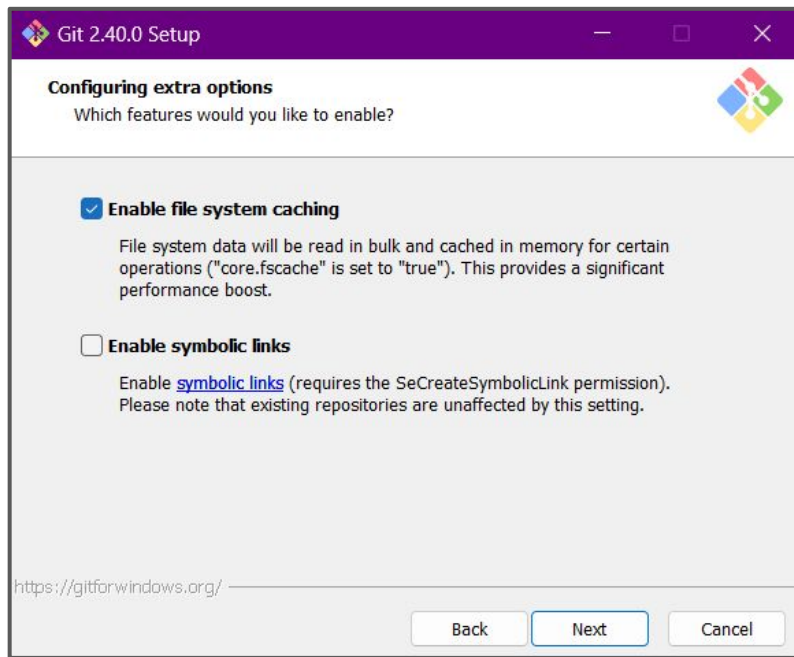 Git 2.40.0 Setup
Configuring extra options
Which features would you like to enable?
Enable file system caching
File system data will be read in bulk and cached in memory for certain
operations ("core.fscache" is set to "true"). This provides a significant
performance boost.
Enable symbolic links
Enable symbolic links (requires the SeCreateSymbolicLink permission).
Please note that existing repositories are unaffected by this setting.
https://gitforwindows.org/
Back Next Cancel